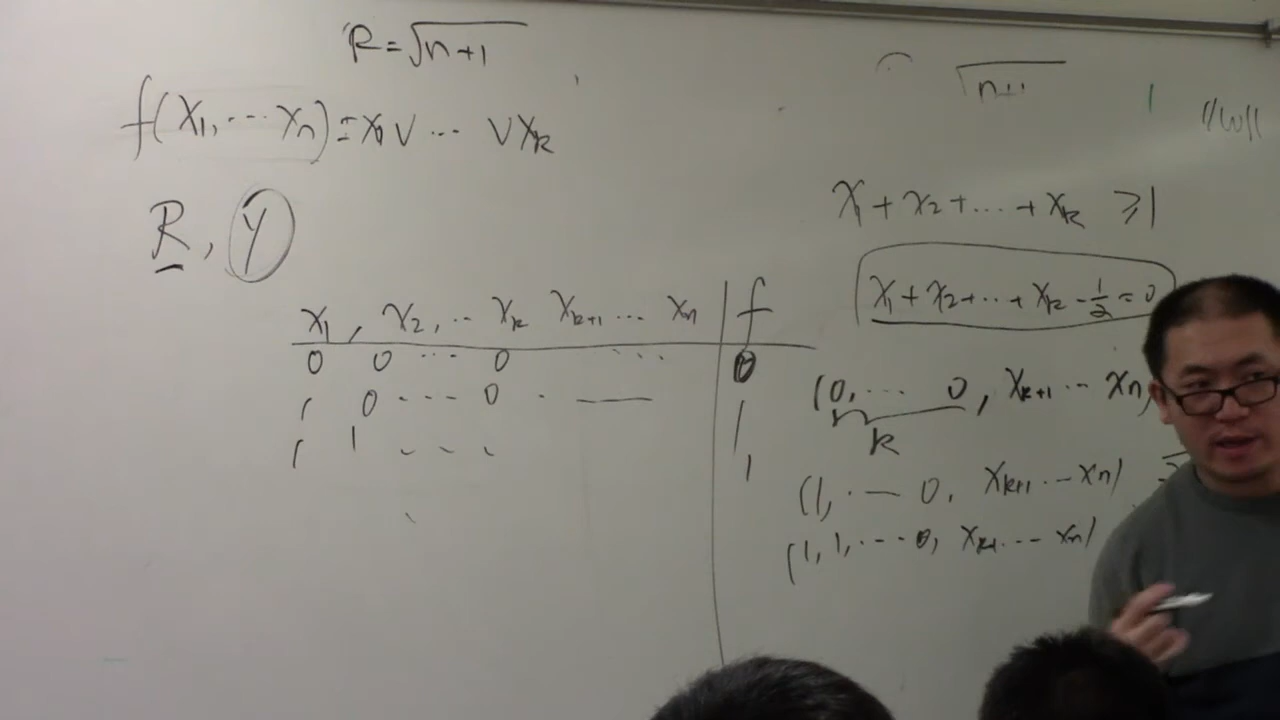 R = √n+1
f(x₁, ... xₙ) = x₁ ∨ ... ∨ xₖ
R, γ
x₁, x₂, ... xₖ xₖ₊₁ ... xₙ | f
0 0 ... 0 ... 0
1 0 ... 0 . — 1
1 1 ... 1
√n+1
||w||
x₁ + x₂ + ... + xₖ ≥ 1
x₁ + x₂ + ... + xₖ - 1/2 = 0
(0, ... 0, xₖ₊₁ ... xₙ)
k
(1, . — 0, xₖ₊₁ ... xₙ)
(1, 1, ... 0, xₖ₊₁ ... xₙ)